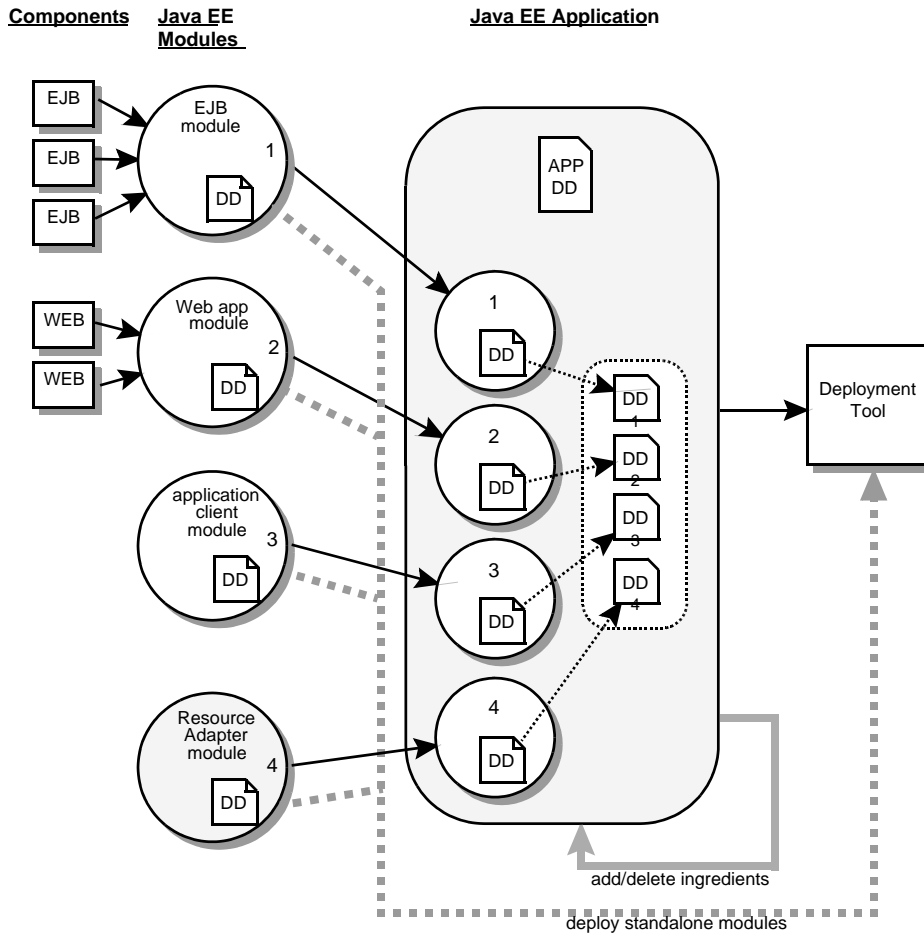 Components
Java EE
Modules
Java EE Application
EJB
EJB
EJB
EJB
module
1
DD
WEB
WEB
Web app
module
2
DD
application
client
module
3
DD
Resource
Adapter
module
4
DD
APP
DD
1
DD
2
DD
3
DD
4
DD
DD
1
DD
2
DD
3
DD
4
Deployment
Tool
add/delete ingredients
deploy standalone modules